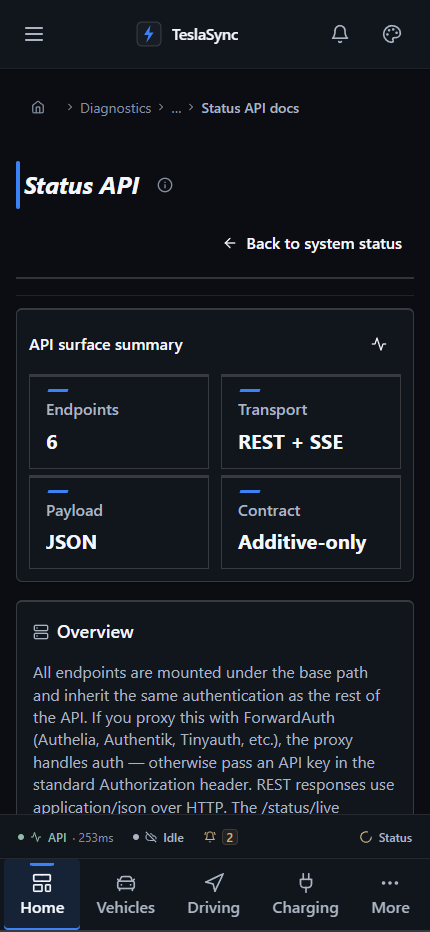 TeslaSync
Diagnostics > ... > Status API docs
Status API
← Back to system status
API surface summary
Endpoints
6
Transport
REST + SSE
Payload
JSON
Contract
Additive-only
Overview
All endpoints are mounted under the base path
and inherit the same authentication as the rest of
the API. If you proxy this with ForwardAuth
(Authelia, Authentik, Tinyauth, etc.), the proxy
handles auth — otherwise pass an API key in the
standard Authorization header. REST responses use
application/json over HTTP. The /status/live
API · 253ms Idle 2 Status
Home Vehicles Driving Charging More